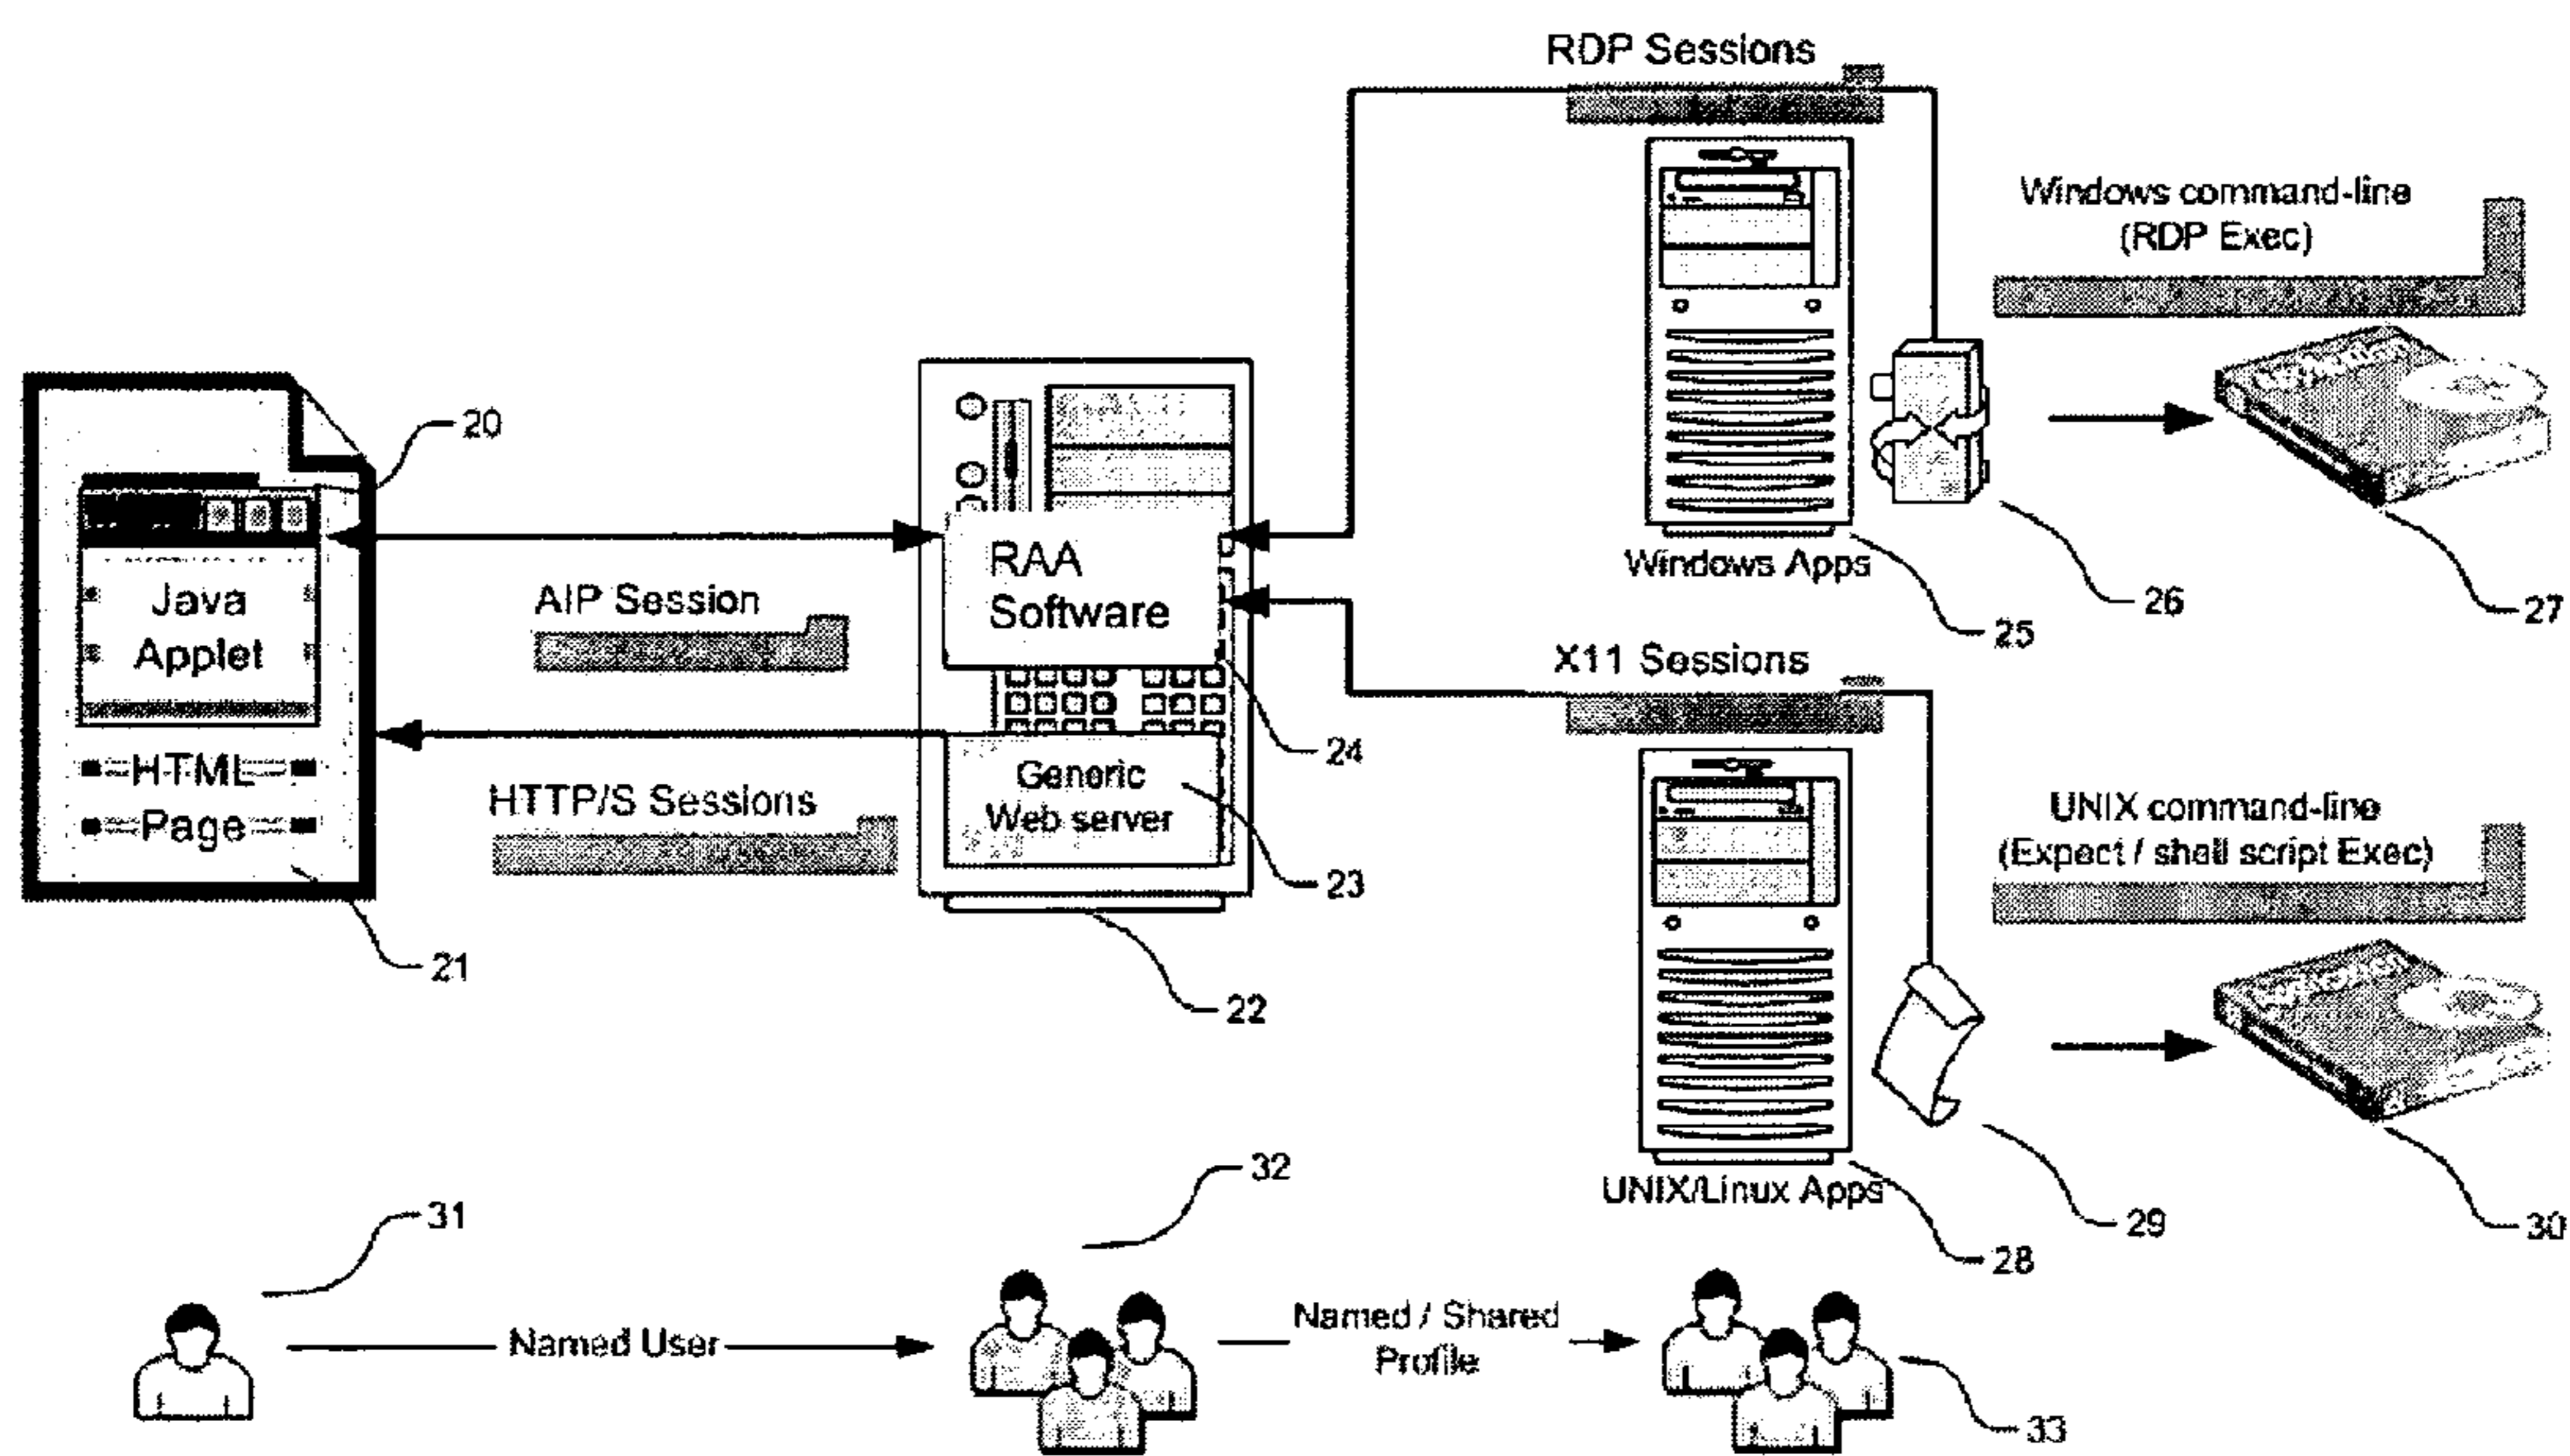 RDP Sessions
Windows command-line
(RDP Exec)
20
Java
Applet
HTML
Page
21
AIP Session
HTTP/S Sessions
RAA
Software
24
Generic
Web server
23
22
Windows Apps
25
26
27
X11 Sessions
UNIX command-line
(Expect / shell script Exec)
UNIX/Linux Apps
28
29
30
31
Named User
32
Named / Shared
Profile
33